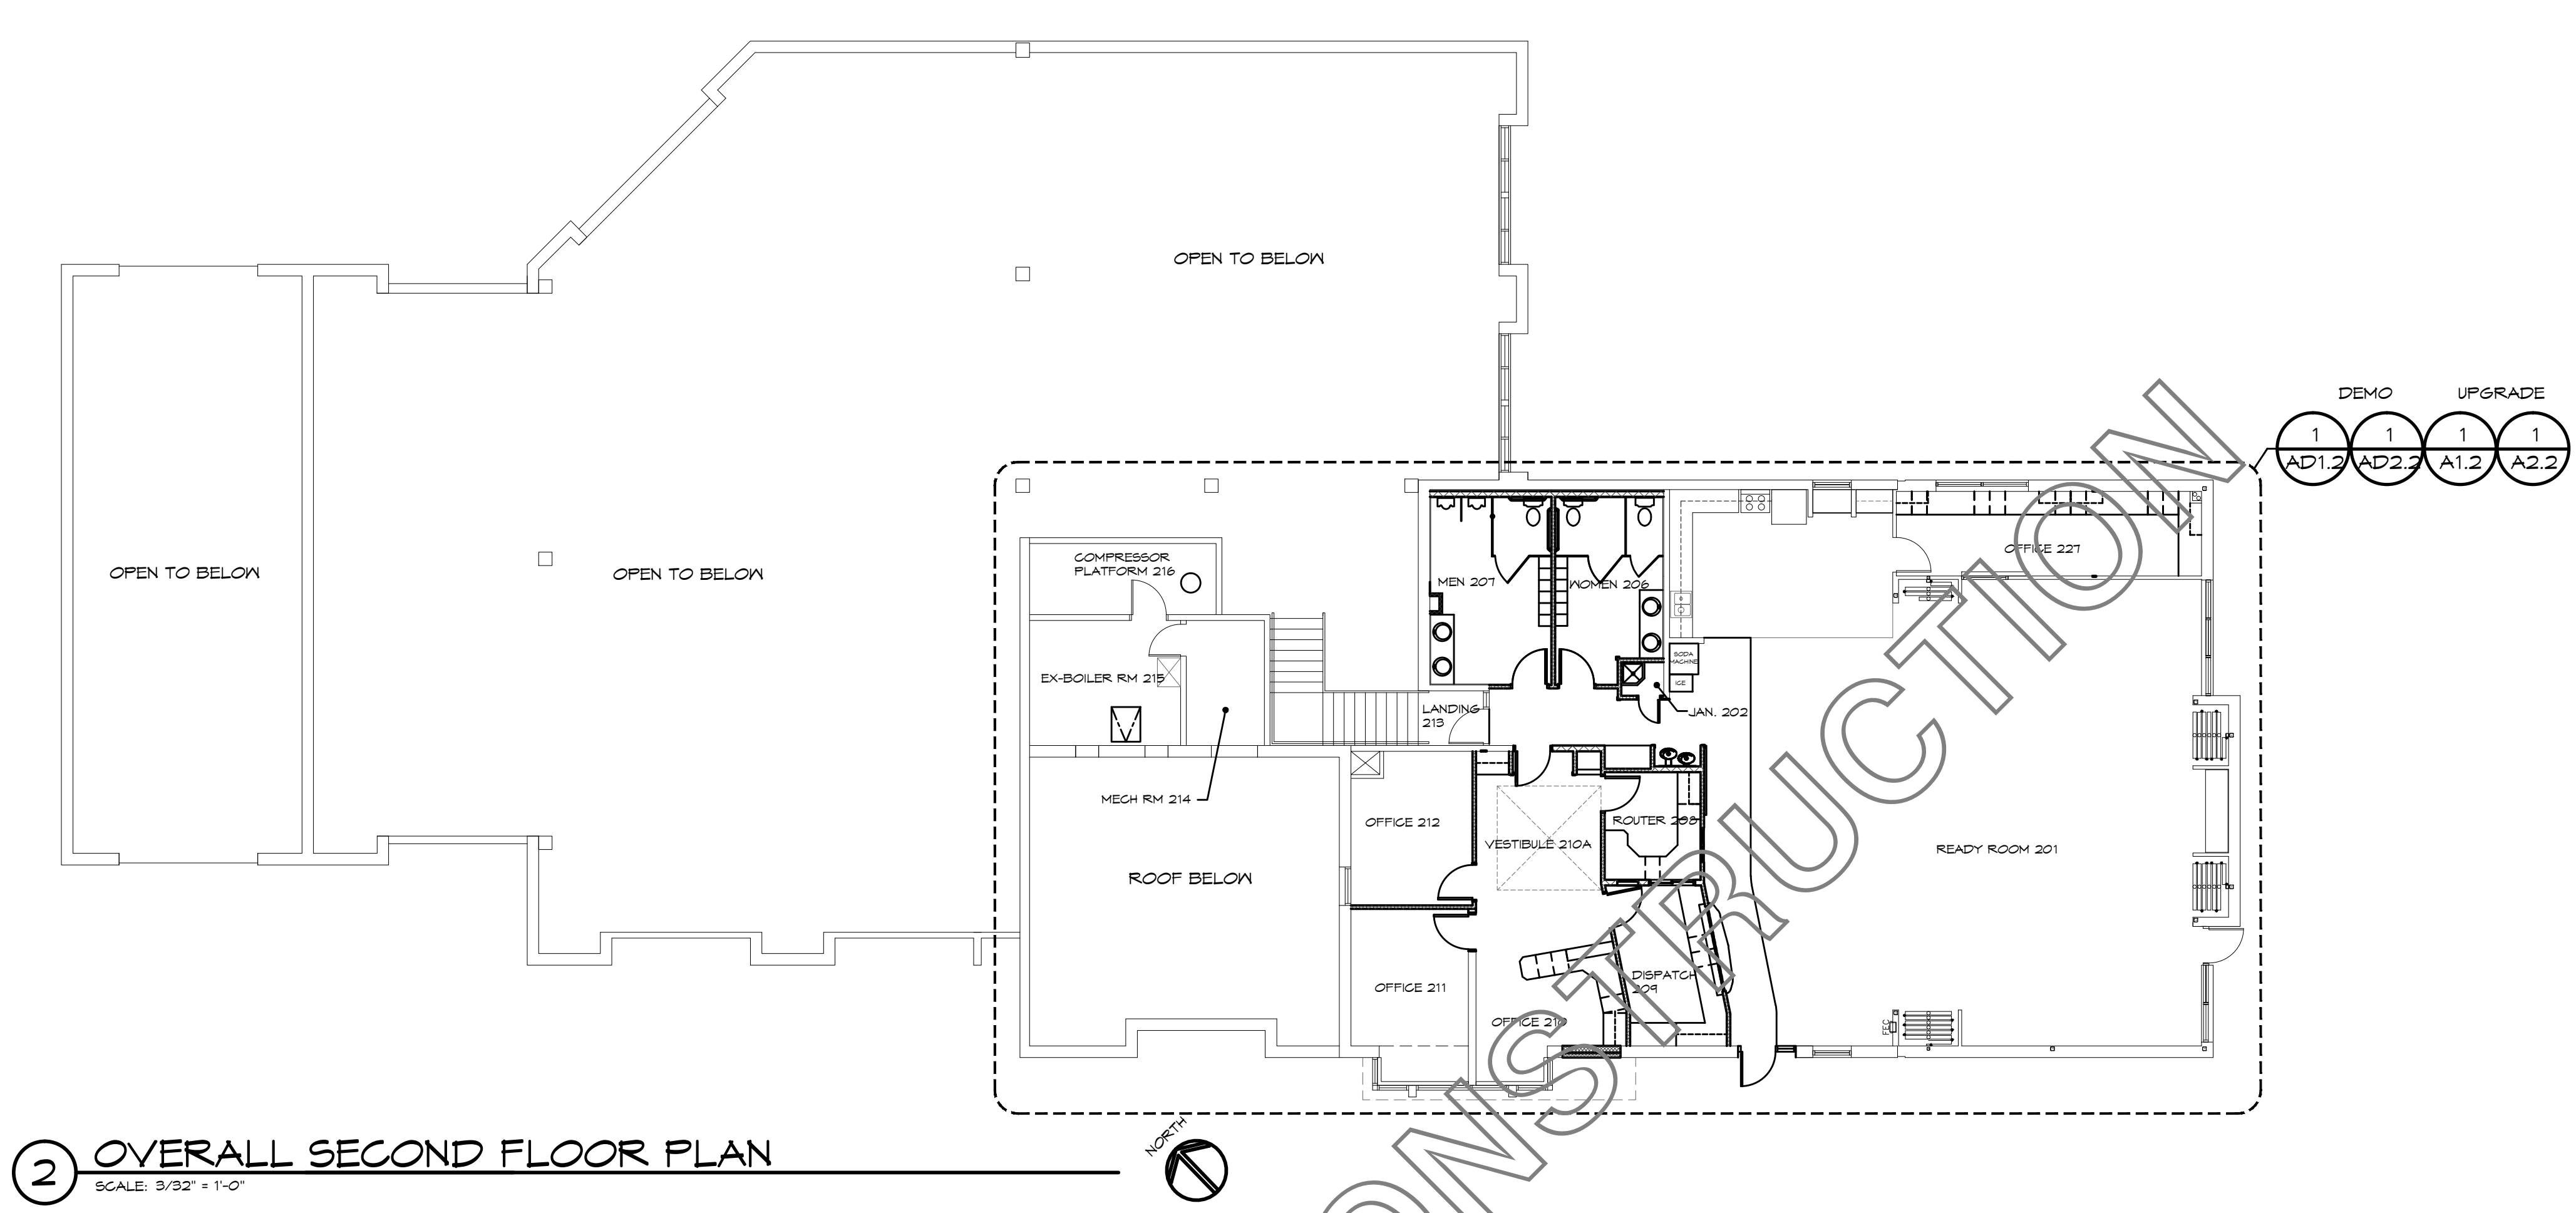 OPEN TO BELOW
DEMO UPGRADE
1 1 1 1
AD1.2 AD2.2 A1.2 A2.2
OPEN TO BELOW
OPEN TO BELOW
COMPRESSOR
PLATFORM 216
MEN 207
WOMEN 206
OFFICE 227
EX-BOILER RM 215
SODA
MACHINE
ICE
LANDING
213
JAN. 202
MECH RM 214
OFFICE 212
VESTIBULE 210A
ROUTER 208
READY ROOM 201
ROOF BELOW
OFFICE 211
DISPATCH
209
OFFICE 210
FEC
ONSTRUCTION
NORTH
2 OVERALL SECOND FLOOR PLAN
SCALE: 3/32" = 1'-0"